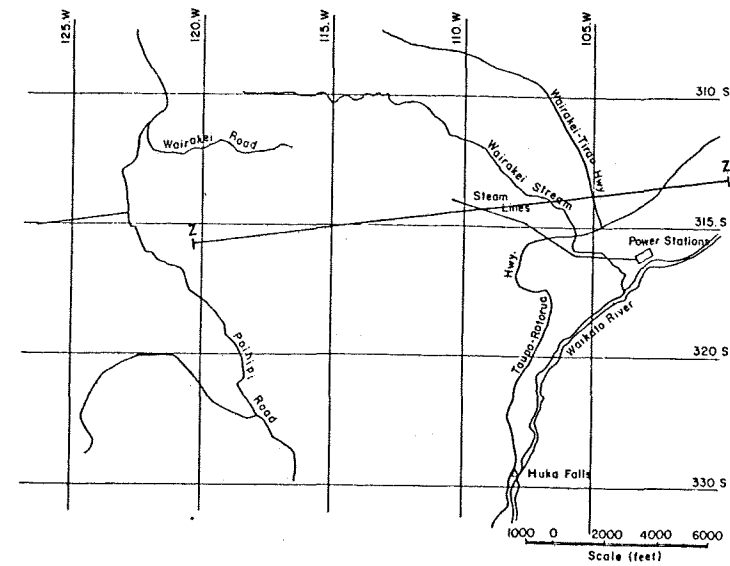 125. W
120. W
115. W
110. W
105. W
310 S
Wairakei Road
Wairakei-Tirau Hwy
Wairakei Stream
Z
Steam
Lines
315. S
Z
Power Stations
Hwy.
Taupo-Rotorua
Waikato River
Poihipi Road
320 S
Huka Falls
330 S
1000 0 2000 4000 6000
Scale (feet)